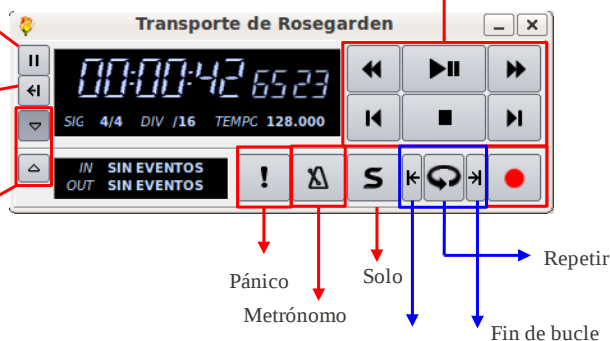 Transporte de Rosegarden
00:00:42 6523
SIG 4/4 DIV /16 TEMPC 128.000
IN SIN EVENTOS
OUT SIN EVENTOS
! S
Pánico
Solo
Repetir
Metrónomo
Fin de bucle